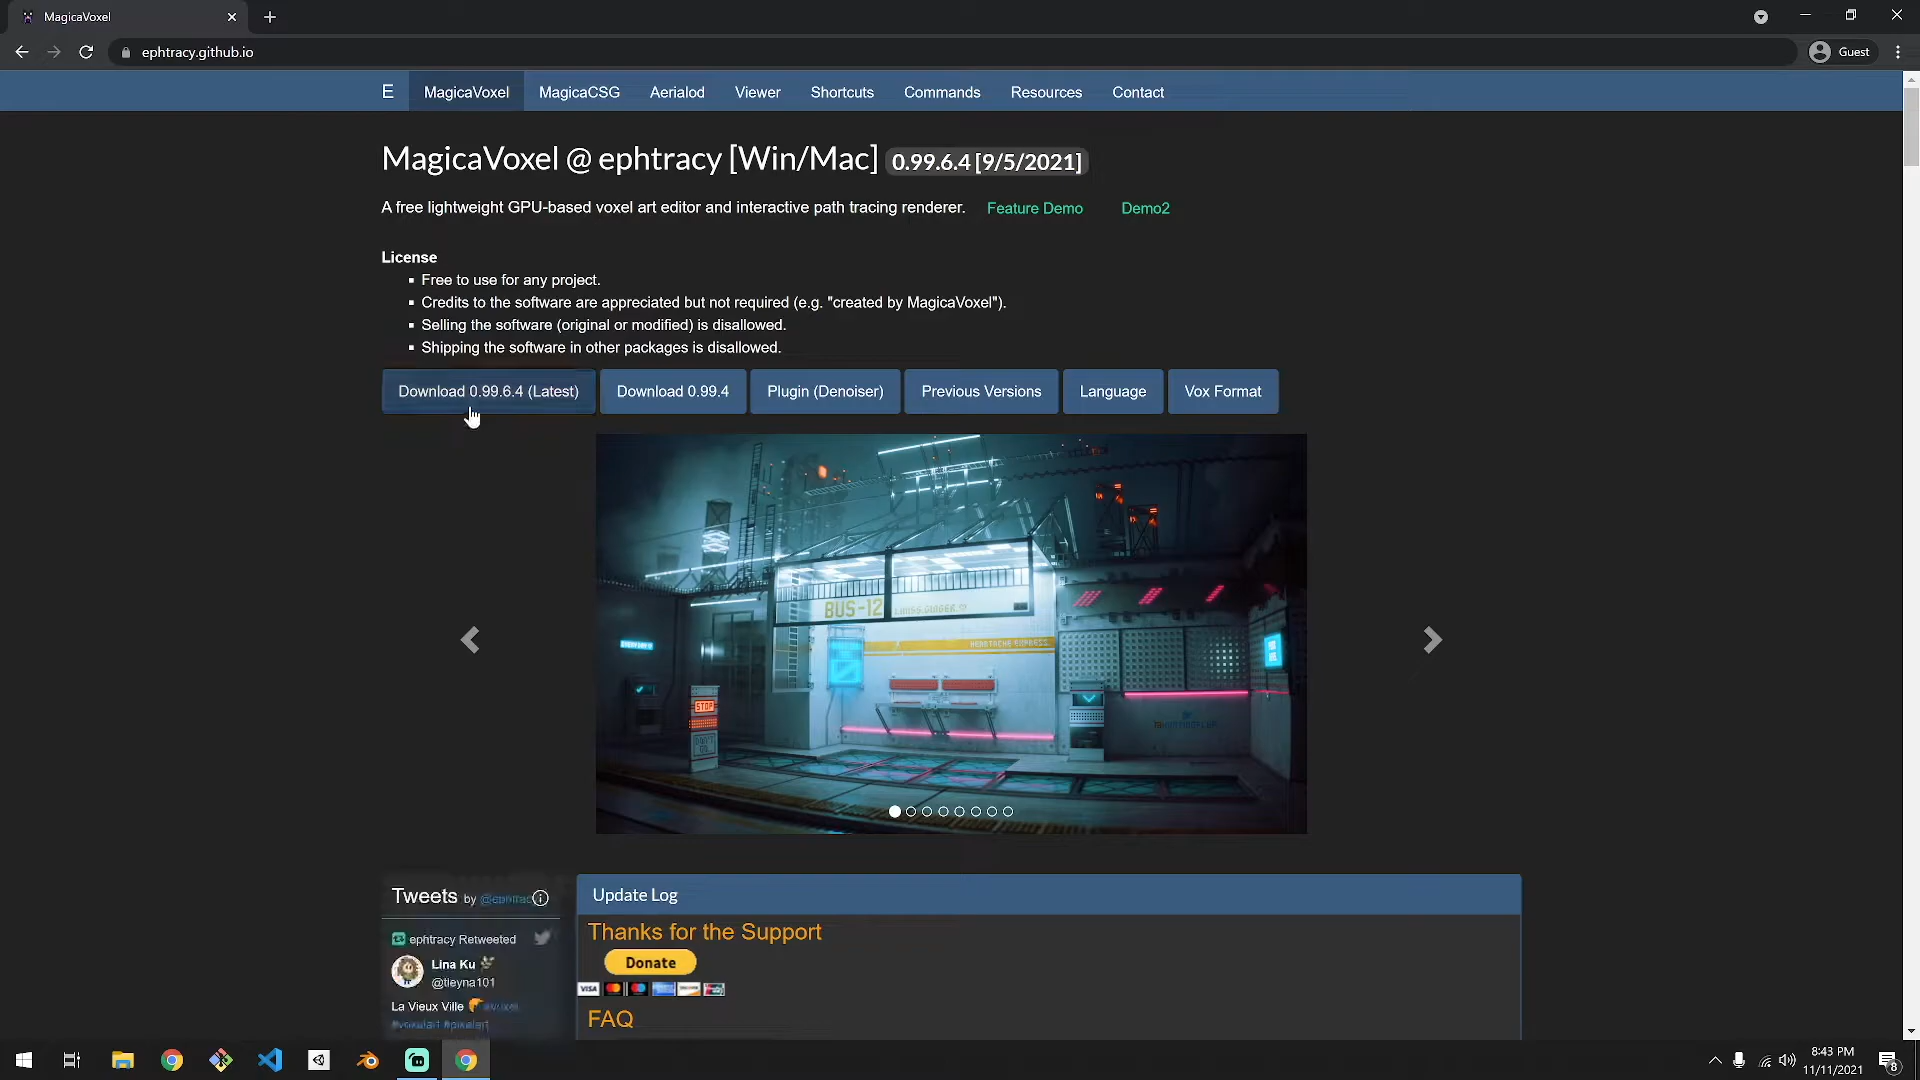 MagicaVoxel
ephtracy.github.io
Guest
E MagicaVoxel MagicaCSG Aerialod Viewer Shortcuts Commands Resources Contact
MagicaVoxel @ ephtracy [Win/Mac] 0.99.6.4 [9/5/2021]
A free lightweight GPU-based voxel art editor and interactive path tracing renderer. Feature Demo Demo2
License
Free to use for any project.
Credits to the software are appreciated but not required (e.g. "created by MagicaVoxel").
Selling the software (original or modified) is disallowed.
Shipping the software in other packages is disallowed.
Download 0.99.6.4 (Latest) Download 0.99.4 Plugin (Denoiser) Previous Versions Language Vox Format
BUS-12
EXPRESS
STOP
Tweets by
Update Log
Thanks for the Support
ephtracy Retweeted
Lina Ku
@tleyna101
Donate
VISA
La Vieux Ville
FAQ
8:43 PM
11/11/2021
8